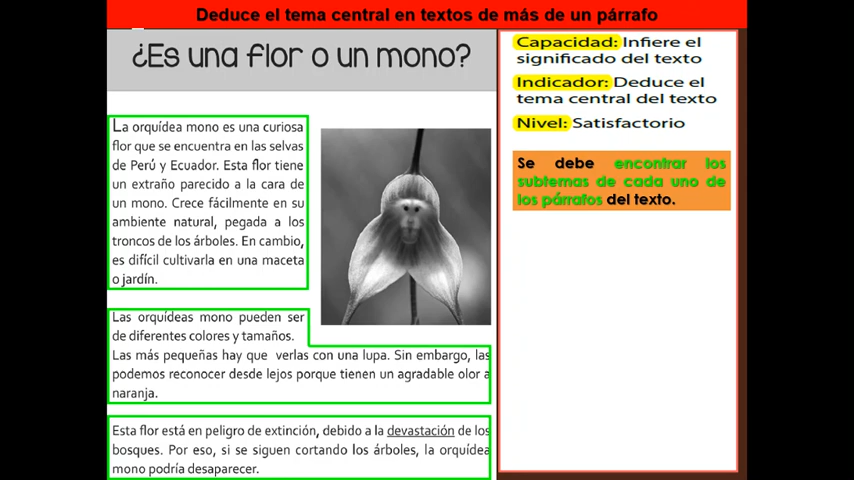 Deduce el tema central en textos de más de un párrafo
¿Es una flor o un mono?
La orquídea mono es una curiosa
flor que se encuentra en las selvas
de Perú y Ecuador. Esta flor tiene
un extraño parecido a la cara de
un mono. Crece fácilmente en su
ambiente natural, pegada a los
troncos de los árboles. En cambio,
es difícil cultivarla en una maceta
o jardín.
Las orquídeas mono pueden ser
de diferentes colores y tamaños.
Las más pequeñas hay que verlas con una lupa. Sin embargo, las
podemos reconocer desde lejos porque tienen un agradable olor a
naranja.
Esta flor está en peligro de extinción, debido a la devastación de los
bosques. Por eso, si se siguen cortando los árboles, la orquídea
mono podría desaparecer.
Capacidad: Infiere el
significado del texto
Indicador: Deduce el
tema central del texto
Nivel: Satisfactorio
Se debe encontrar los
subtemas de cada uno de
los párrafos del texto.